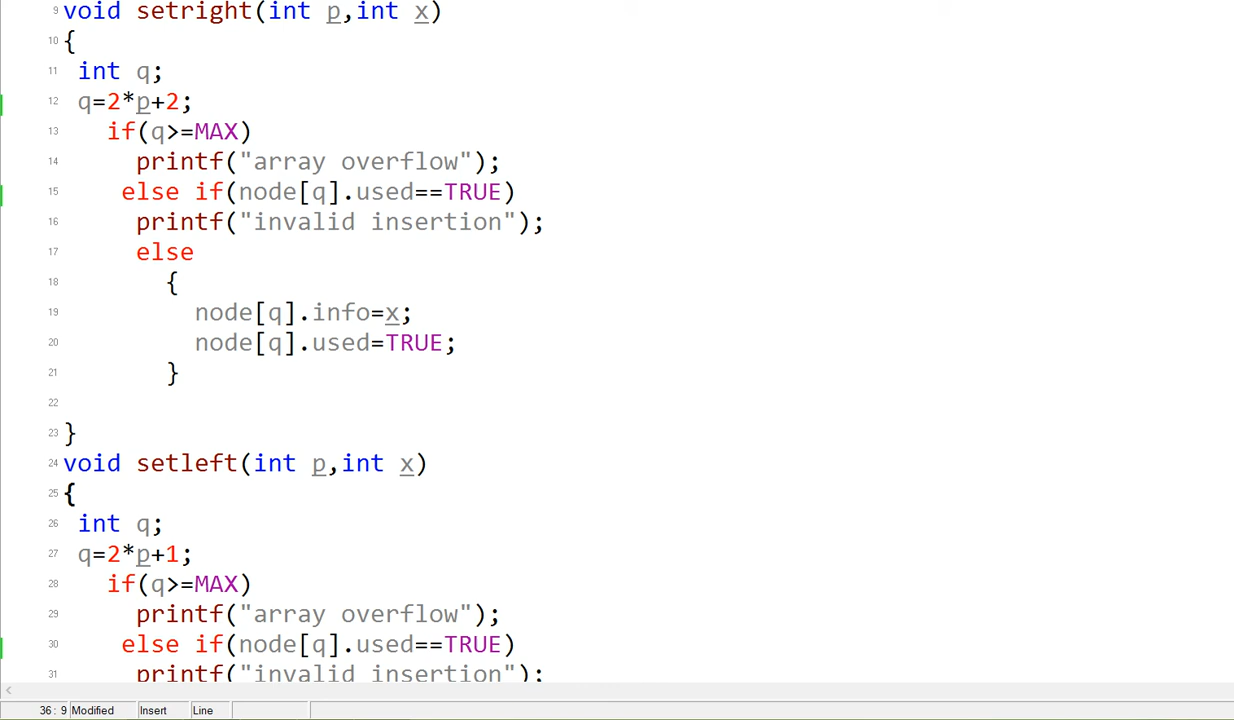 9 void setright(int p,int x)
10 {
11 int q;
12 q=2*p+2;
13 if(q>=MAX)
14 printf("array overflow");
15 else if(node[q].used==TRUE)
16 printf("invalid insertion");
17 else
18 {
19 node[q].info=x;
20 node[q].used=TRUE;
21 }
22
23 }
24 void setleft(int p,int x)
25 {
26 int q;
27 q=2*p+1;
28 if(q>=MAX)
29 printf("array overflow");
30 else if(node[q].used==TRUE)
31 printf("invalid insertion");
36: 9 Modified Insert Line